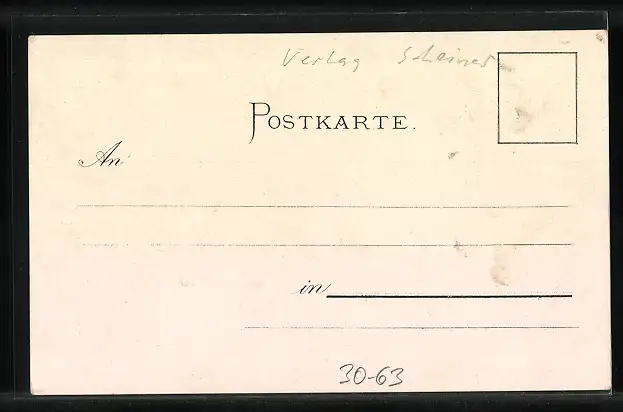 Verlag Scheiner
POSTKARTE.
An
in
30-63